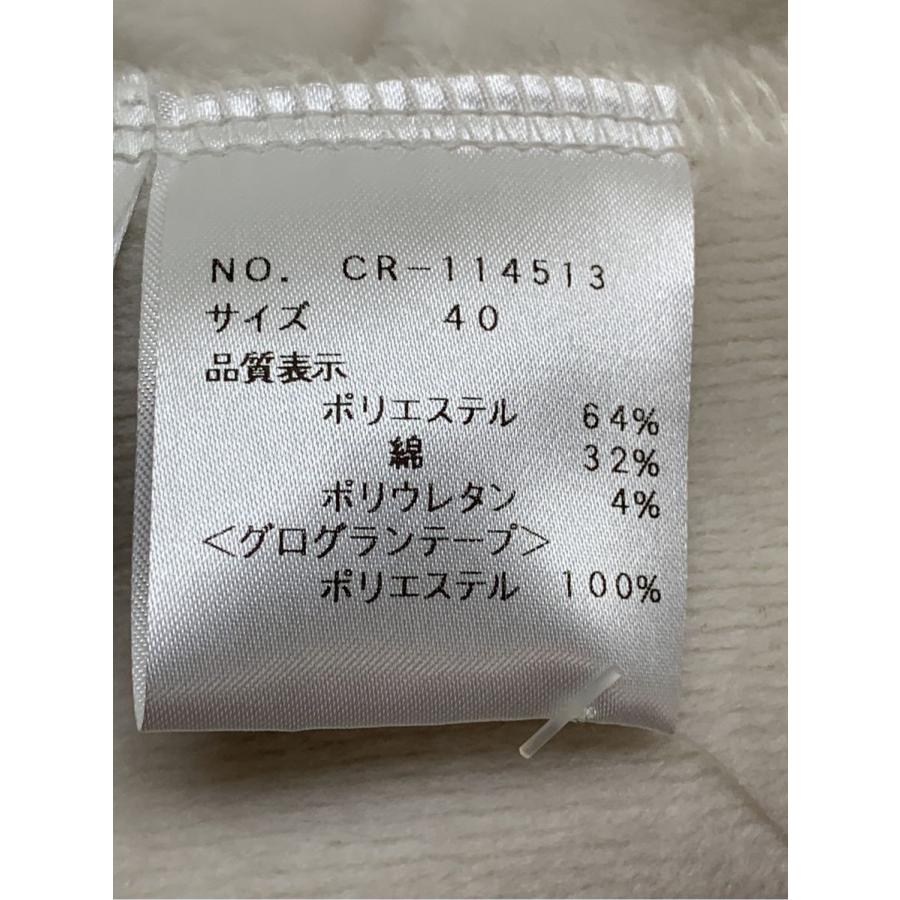 NO. CR-114513
サイズ 40
品質表示
ポリエステル 64%
綿 32%
ポリウレタン 4%
<グログランテープ>
ポリエステル 100%